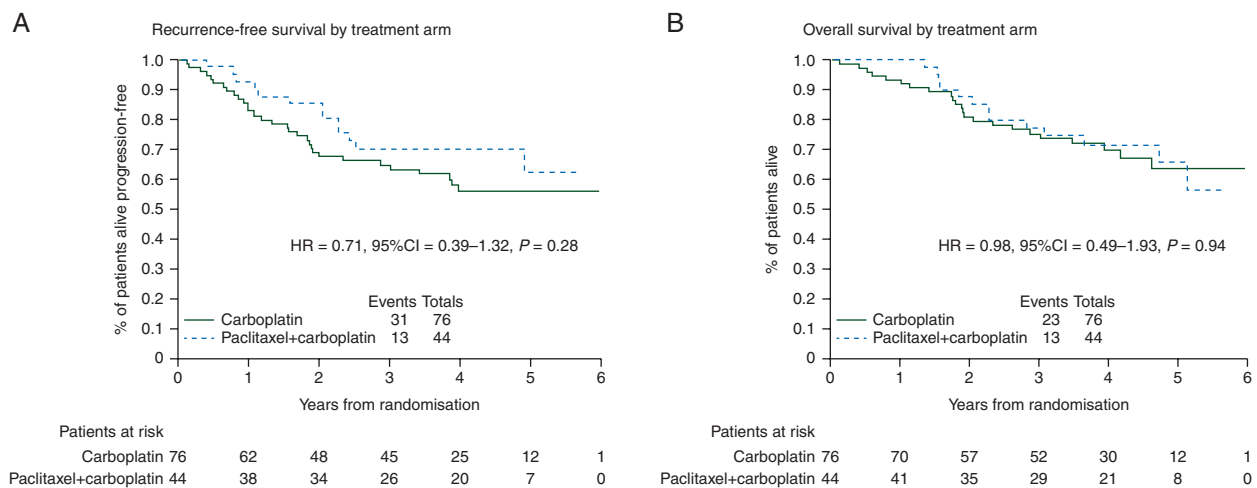 A
Recurrence-free survival by treatment arm
% of patients alive progression-free
1.0
0.9
0.8
0.7
0.6
0.5
0.4
0.3
0.2
0.1
0
HR = 0.71, 95%CI = 0.39–1.32, P = 0.28
Events Totals
Carboplatin 31 76
Paclitaxel+carboplatin 13 44
0 1 2 3 4 5 6
Years from randomisation
Patients at risk
Carboplatin 76 62 48 45 25 12 1
Paclitaxel+carboplatin 44 38 34 26 20 7 0
B
Overall survival by treatment arm
% of patients alive
1.0
0.9
0.8
0.7
0.6
0.5
0.4
0.3
0.2
0.1
0
HR = 0.98, 95%CI = 0.49–1.93, P = 0.94
Events Totals
Carboplatin 23 76
Paclitaxel+carboplatin 13 44
0 1 2 3 4 5 6
Years from randomisation
Patients at risk
Carboplatin 76 70 57 52 30 12 1
Paclitaxel+carboplatin 44 41 35 29 21 8 0